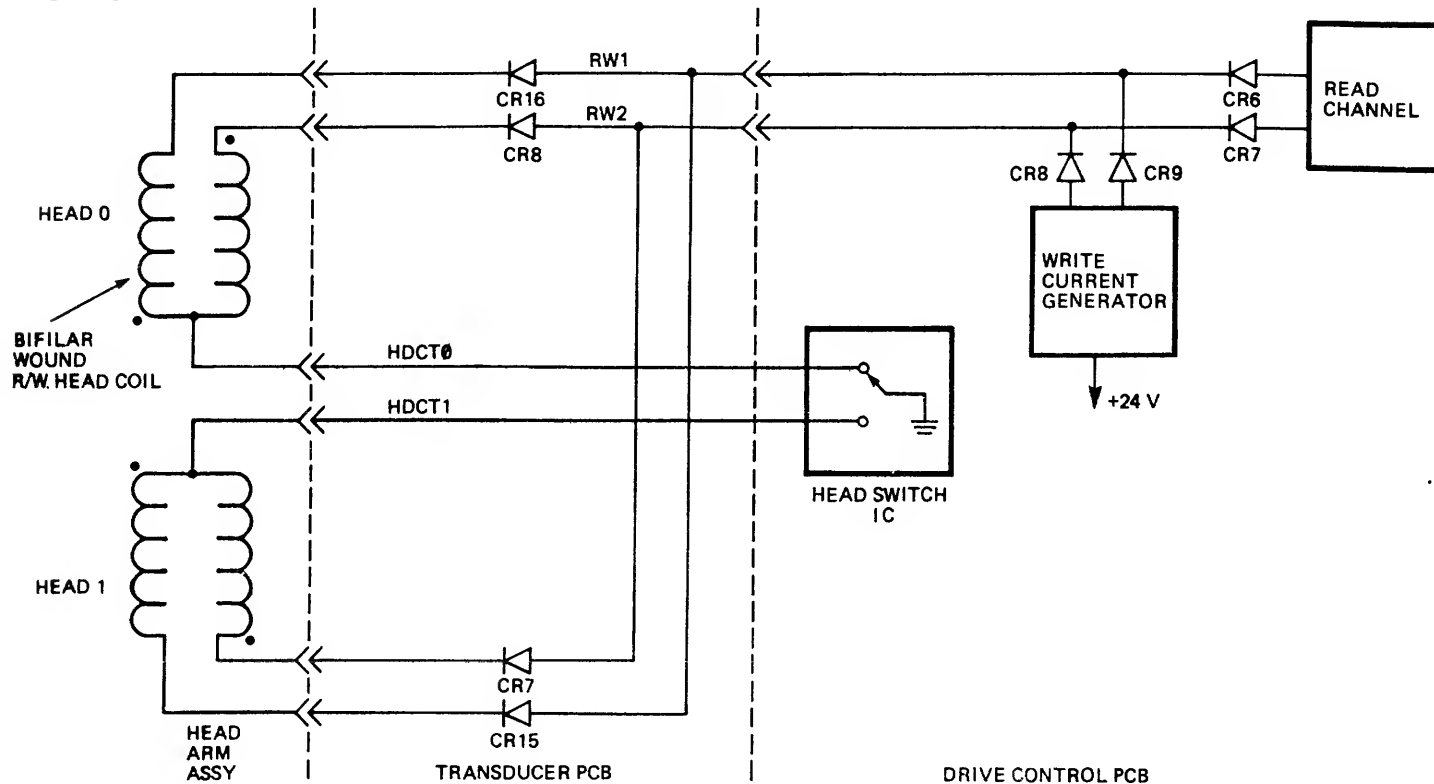 RW1
CR16
CR6
READ
CHANNEL
RW2
CR8
CR7
CR8
CR9
HEAD 0
WRITE
CURRENT
GENERATOR
BIFILAR
WOUND
R/W. HEAD COIL
HDCT0
HDCT1
+24 V
HEAD SWITCH
IC
HEAD 1
CR7
CR15
HEAD
ARM
ASSY
TRANSDUCER PCB
DRIVE CONTROL PCB